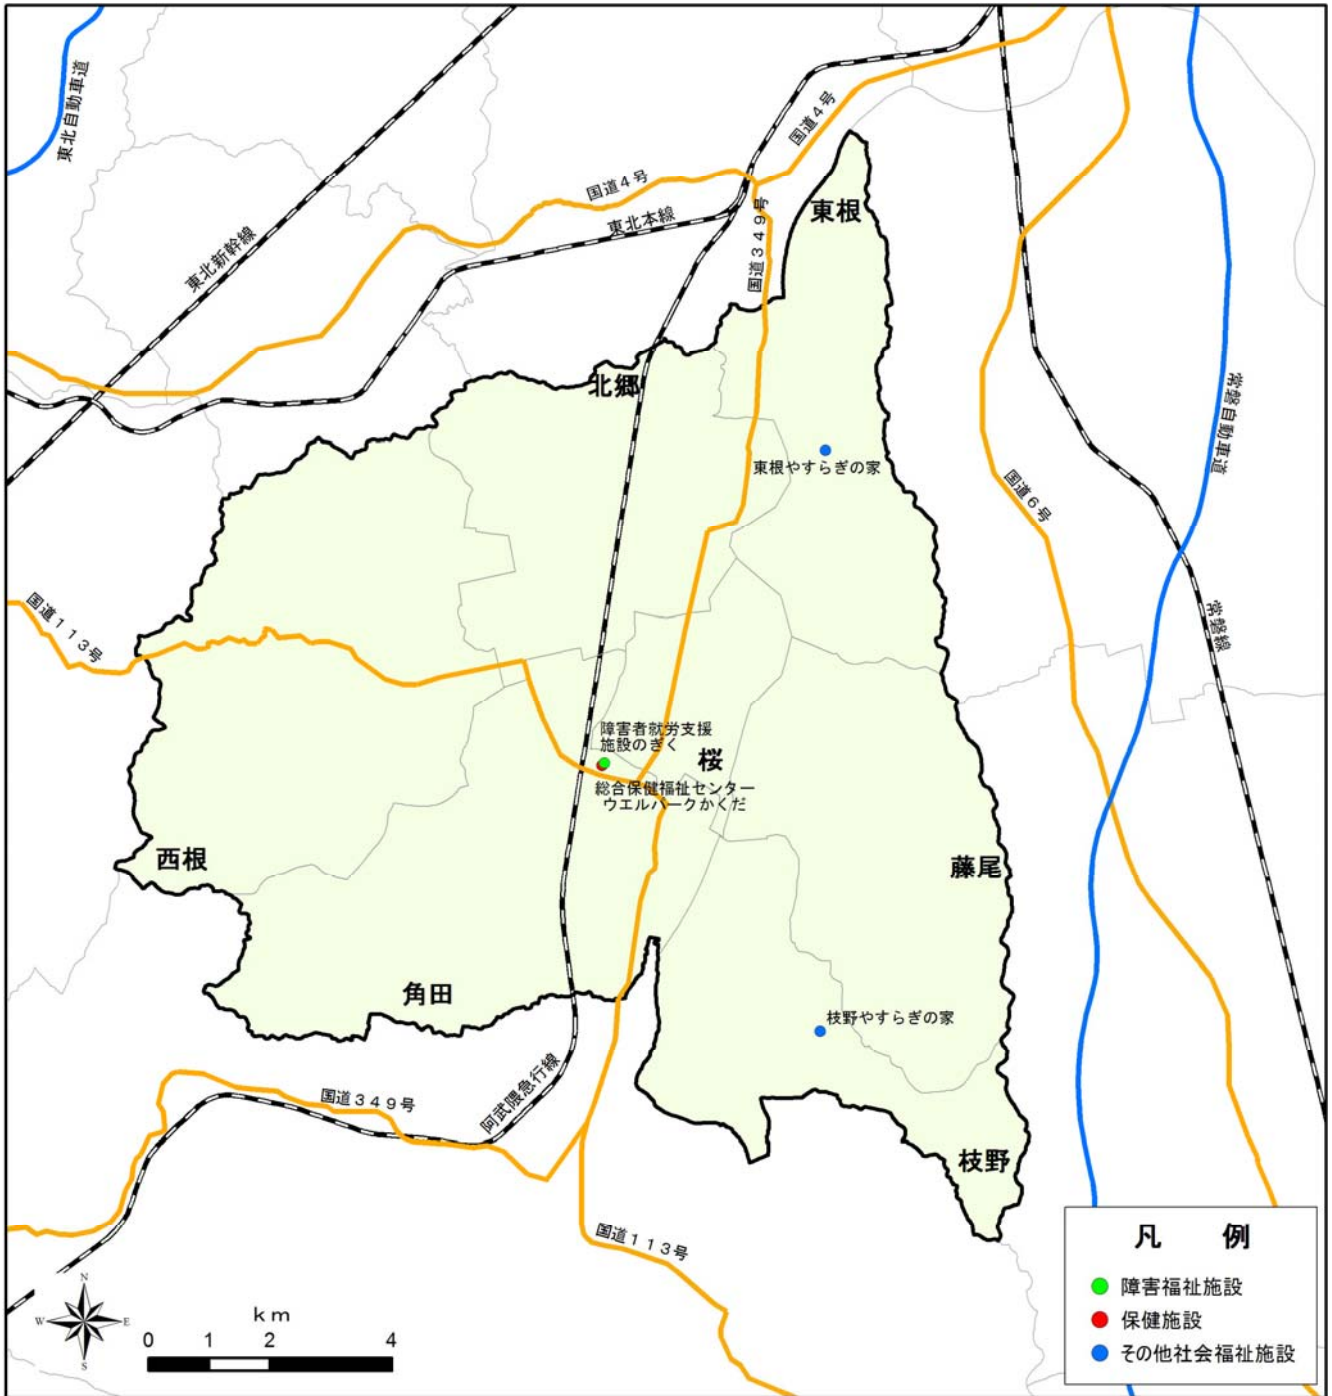 東北自動車道
国道4号
東根
国道4号
東北本線
国道349号
東北新幹線
北郷
常磐自動車道
東根やすらぎの家
国道6号
国道113号
常磐線
障害者就労支援
施設のぎく
桜
総合保健福祉センター
ウエルパークかくだ
西根
藤尾
角田
枝野やすらぎの家
国道349号
阿武隈急行線
枝野
国道113号
凡 例
障害福祉施設
保健施設
その他社会福祉施設
N
W E
S
km
0 1 2 4